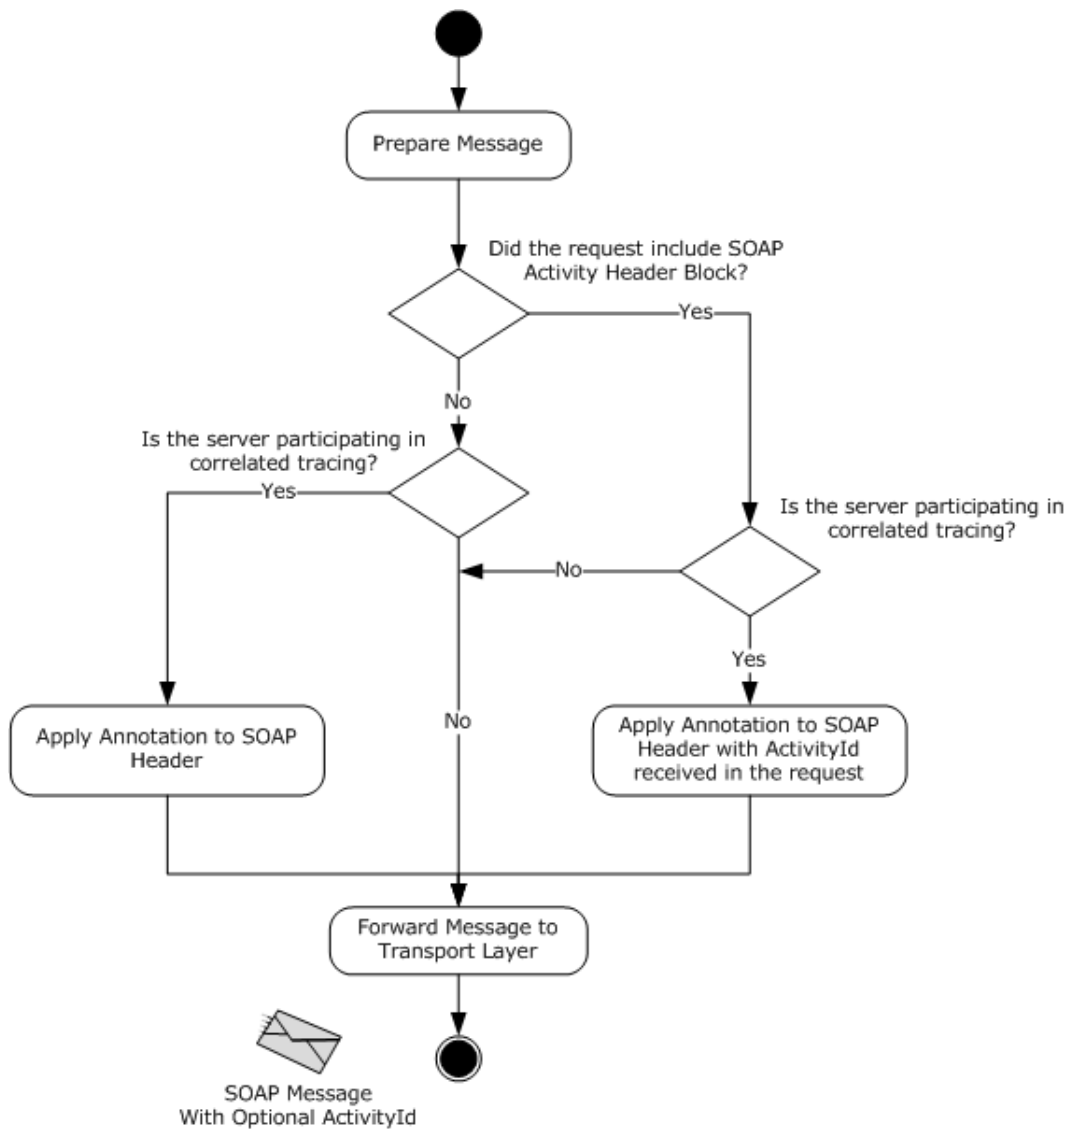 Prepare Message
Did the request include SOAP
Activity Header Block?
Yes
No
Is the server participating in
correlated tracing?
Yes
Is the server participating in
correlated tracing?
No
Yes
No
Apply Annotation to SOAP
Header
Apply Annotation to SOAP
Header with ActivityId
received in the request
Forward Message to
Transport Layer
SOAP Message
With Optional ActivityId